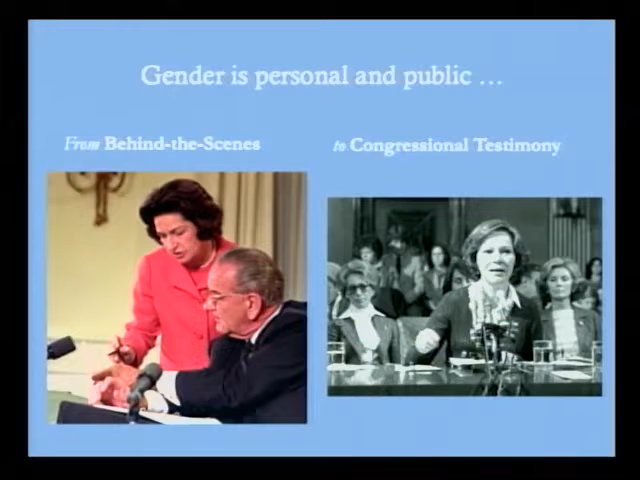 Gender is personal and public …
From Behind-the-Scenes
to Congressional Testimony